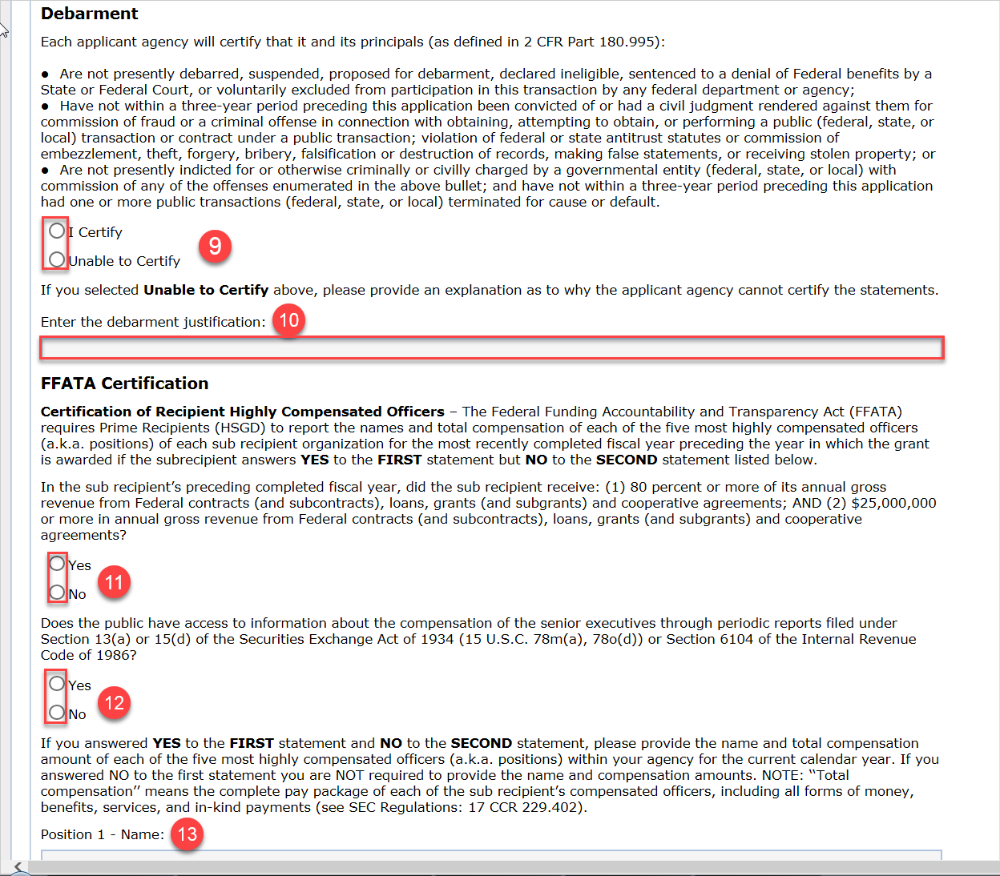 Debarment
Each applicant agency will certify that it and its principals (as defined in 2 CFR Part 180.995):
● Are not presently debarred, suspended, proposed for debarment, declared ineligible, sentenced to a denial of Federal benefits by a
State or Federal Court, or voluntarily excluded from participation in this transaction by any federal department or agency;
● Have not within a three-year period preceding this application been convicted of or had a civil judgment rendered against them for
commission of fraud or a criminal offense in connection with obtaining, attempting to obtain, or performing a public (federal, state, or
local) transaction or contract under a public transaction; violation of federal or state antitrust statutes or commission of
embezzlement, theft, forgery, bribery, falsification or destruction of records, making false statements, or receiving stolen property; or
● Are not presently indicted for or otherwise criminally or civilly charged by a governmental entity (federal, state, or local) with
commission of any of the offenses enumerated in the above bullet; and have not within a three-year period preceding this application
had one or more public transactions (federal, state, or local) terminated for cause or default.
I Certify
9
Unable to Certify
If you selected Unable to Certify above, please provide an explanation as to why the applicant agency cannot certify the statements.
Enter the debarment justification: 10
FFATA Certification
Certification of Recipient Highly Compensated Officers – The Federal Funding Accountability and Transparency Act (FFATA)
requires Prime Recipients (HSGD) to report the names and total compensation of each of the five most highly compensated officers
(a.k.a. positions) of each sub recipient organization for the most recently completed fiscal year preceding the year in which the grant
is awarded if the subrecipient answers YES to the FIRST statement but NO to the SECOND statement listed below.
In the sub recipient's preceding completed fiscal year, did the sub recipient receive: (1) 80 percent or more of its annual gross
revenue from Federal contracts (and subcontracts), loans, grants (and subgrants) and cooperative agreements; AND (2) $25,000,000
or more in annual gross revenue from Federal contracts (and subcontracts), loans, grants (and subgrants) and cooperative
agreements?
Yes
11
No
Does the public have access to information about the compensation of the senior executives through periodic reports filed under
Section 13(a) or 15(d) of the Securities Exchange Act of 1934 (15 U.S.C. 78m(a), 78o(d)) or Section 6104 of the Internal Revenue
Code of 1986?
Yes
12
No
If you answered YES to the FIRST statement and NO to the SECOND statement, please provide the name and total compensation
amount of each of the five most highly compensated officers (a.k.a. positions) within your agency for the current calendar year. If you
answered NO to the first statement you are NOT required to provide the name and compensation amounts. NOTE: “Total
compensation” means the complete pay package of each of the sub recipient's compensated officers, including all forms of money,
benefits, services, and in-kind payments (see SEC Regulations: 17 CCR 229.402).
Position 1 - Name: 13